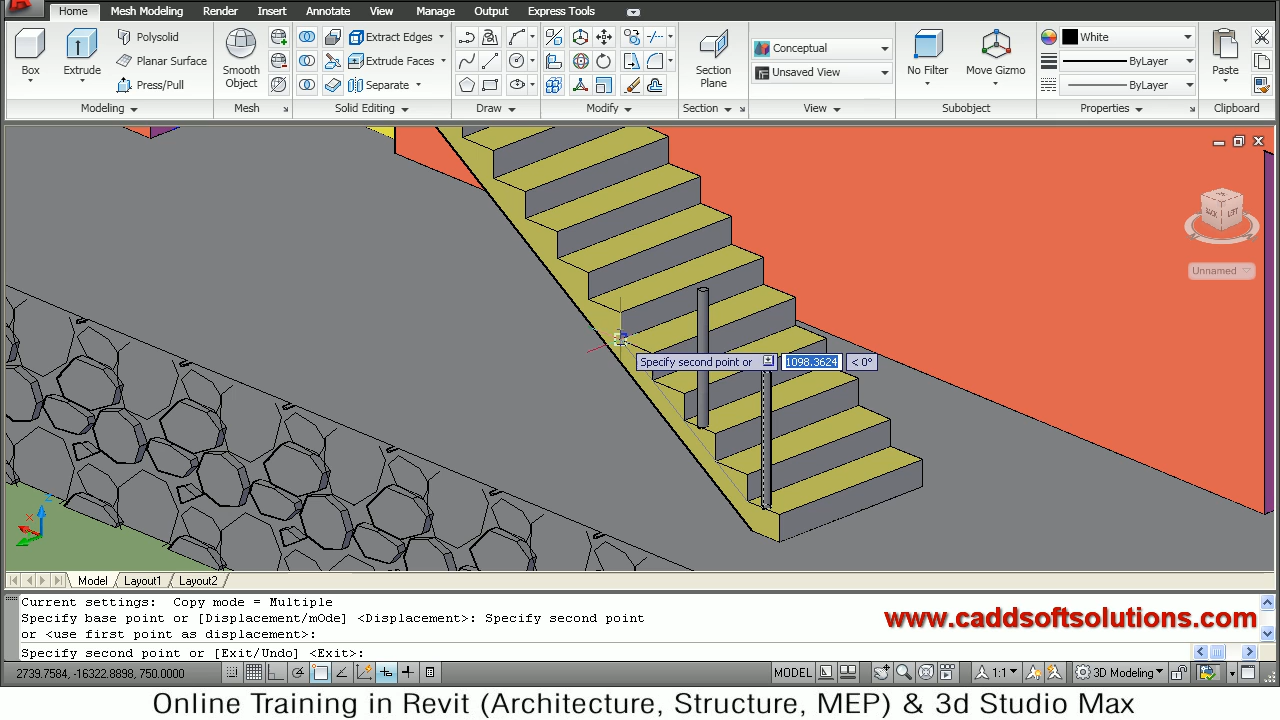 Home Mesh Modeling Render Insert Annotate View Manage Output Express Tools
Box
Extrude
Polysolid
Planar Surface
Press/Pull
Modeling
Smooth
Object
Mesh
Extract Edges
Extrude Faces
Separate
Solid Editing
Draw
Modify
Section
Plane
Section
Conceptual
Unsaved View
View
No Filter
Move Gizmo
Subobject
White
ByLayer
ByLayer
Properties
Paste
Clipboard
BACK LEFT
Unnamed
Specify second point or 1098.3624 < 0°
Z
X
Model Layout1 Layout2
Current settings:  Copy mode = Multiple
Specify base point or [Displacement/mOde] <Displacement>: Specify second point
or <use first point as displacement>:
Specify second point or [Exit/Undo] <Exit>:
www.caddsoftsolutions.com
2739.7584, -16322.8898, 750.0000
MODEL
1:1
3D Modeling
Online Training in Revit (Architecture, Structure, MEP) & 3d Studio Max